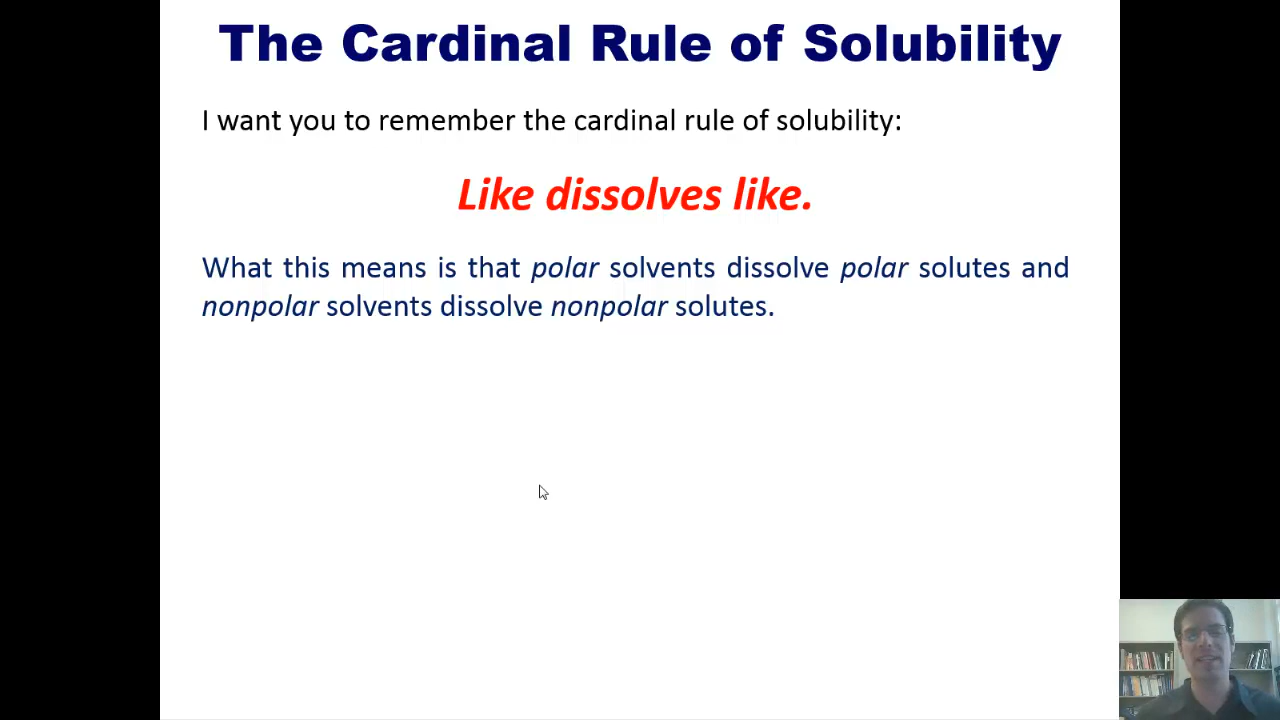 The Cardinal Rule of Solubility
I want you to remember the cardinal rule of solubility:
Like dissolves like.
What this means is that polar solvents dissolve polar solutes and
nonpolar solvents dissolve nonpolar solutes.